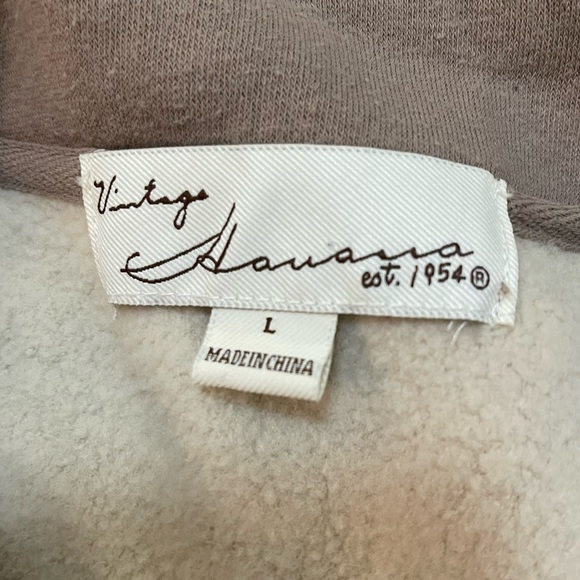 Vintage
Havana
est. 1954®
L
MADEINCHINA